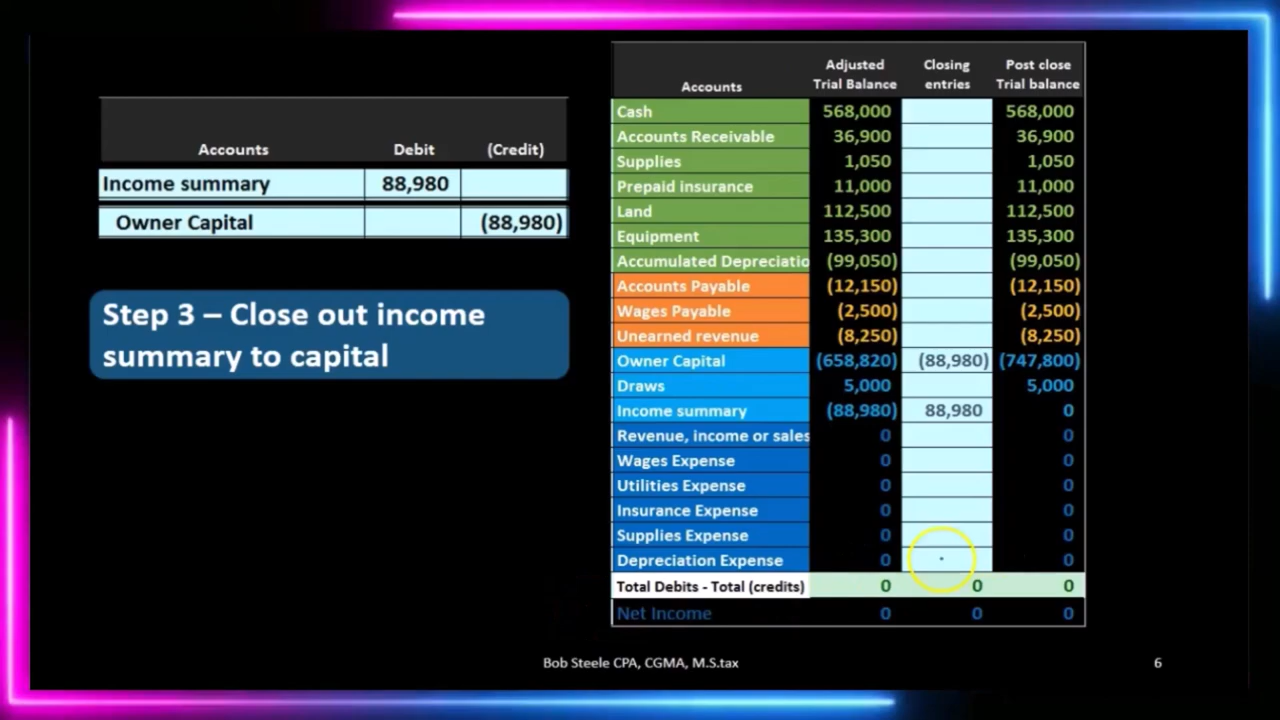 Accounts Debit (Credit)
Income summary 88,980
Owner Capital (88,980)
Step 3 – Close out income
summary to capital
Adjusted Closing Post close
Accounts Trial Balance entries Trial balance
Cash 568,000 568,000
Accounts Receivable 36,900 36,900
Supplies 1,050 1,050
Prepaid insurance 11,000 11,000
Land 112,500 112,500
Equipment 135,300 135,300
Accumulated Depreciatio (99,050) (99,050)
Accounts Payable (12,150) (12,150)
Wages Payable (2,500) (2,500)
Unearned revenue (8,250) (8,250)
Owner Capital (658,820) (88,980) (747,800)
Draws 5,000 5,000
Income summary (88,980) 88,980 0
Revenue, income or sales 0 0
Wages Expense 0 0
Utilities Expense 0 0
Insurance Expense 0 0
Supplies Expense 0 0
Depreciation Expense 0 0
Total Debits - Total (credits) 0 0 0
Net Income 0 0 0
Bob Steele CPA, CGMA, M.S.tax 6